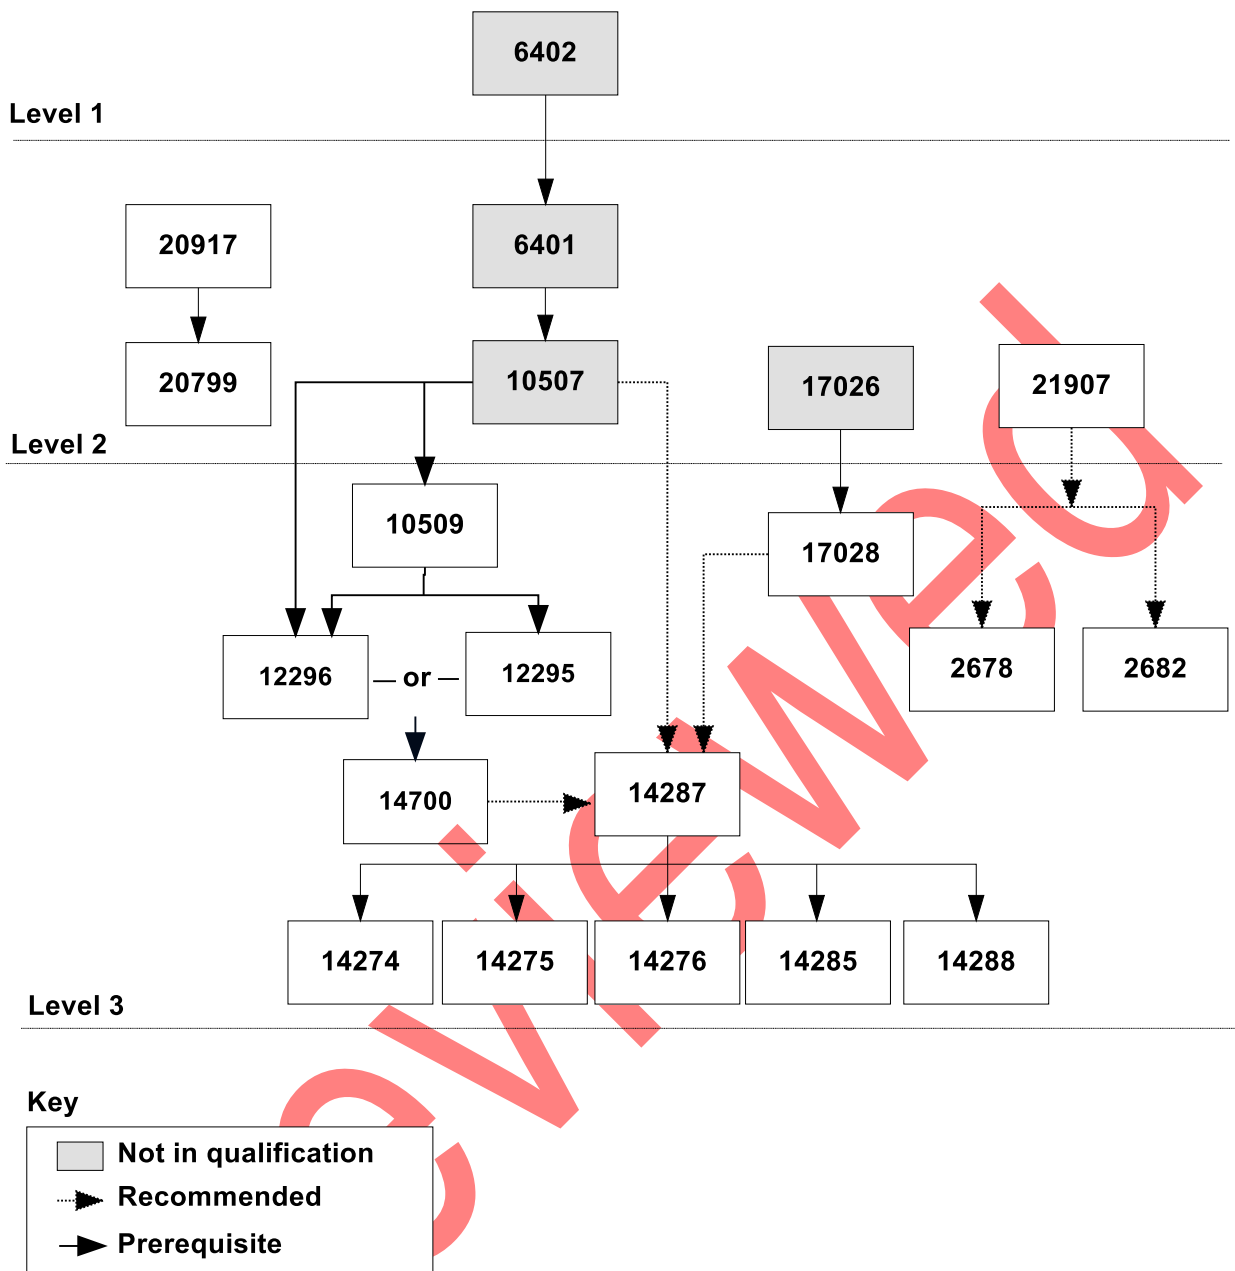 6402
Level 1
20917
6401
20799
10507
17026
21907
Level 2
10509
17028
12296
or
12295
2678
2682
14700
14287
14274
14275
14276
14285
14288
Level 3
Key
Not in qualification
Recommended
Prerequisite
eviewed